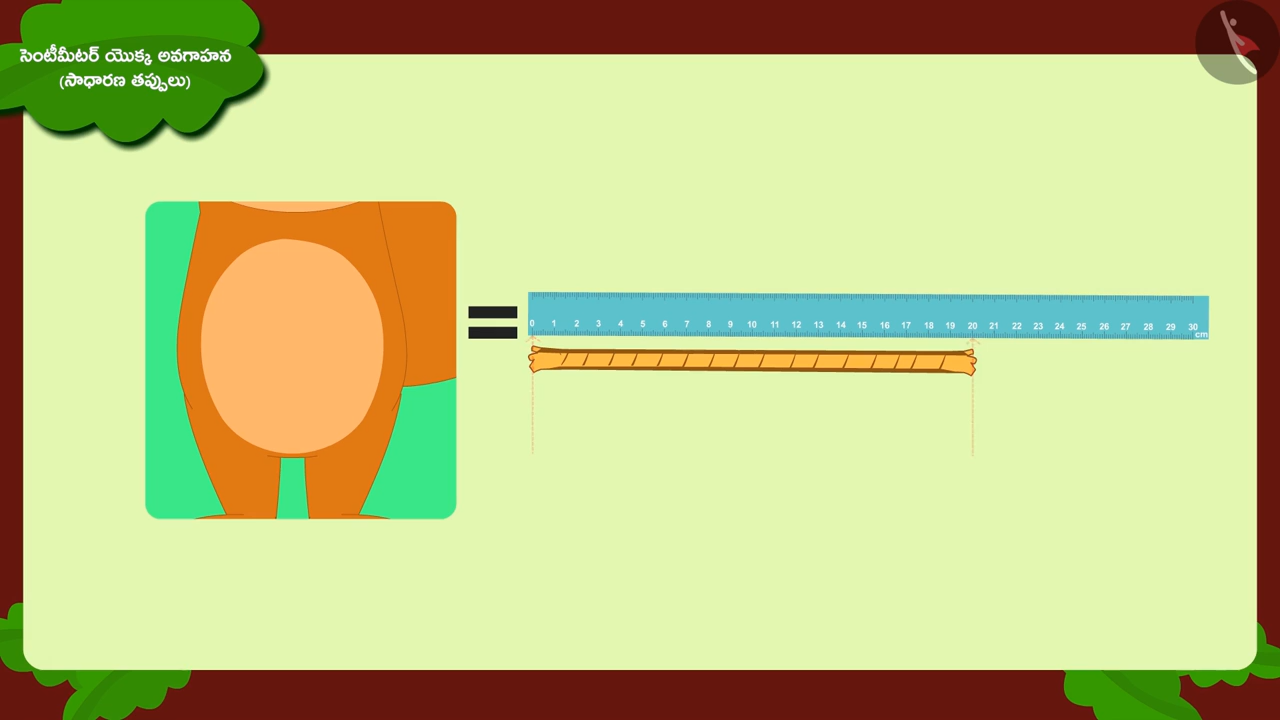 సెంటీమీటర్ యొక్క అవగాహన
(సాధారణ తప్పులు)
0 1 2 3 4 5 6 7 8 9 10 11 12 13 14 15 16 17 18 19 20 21 22 23 24 25 26 27 28 29 30
cm